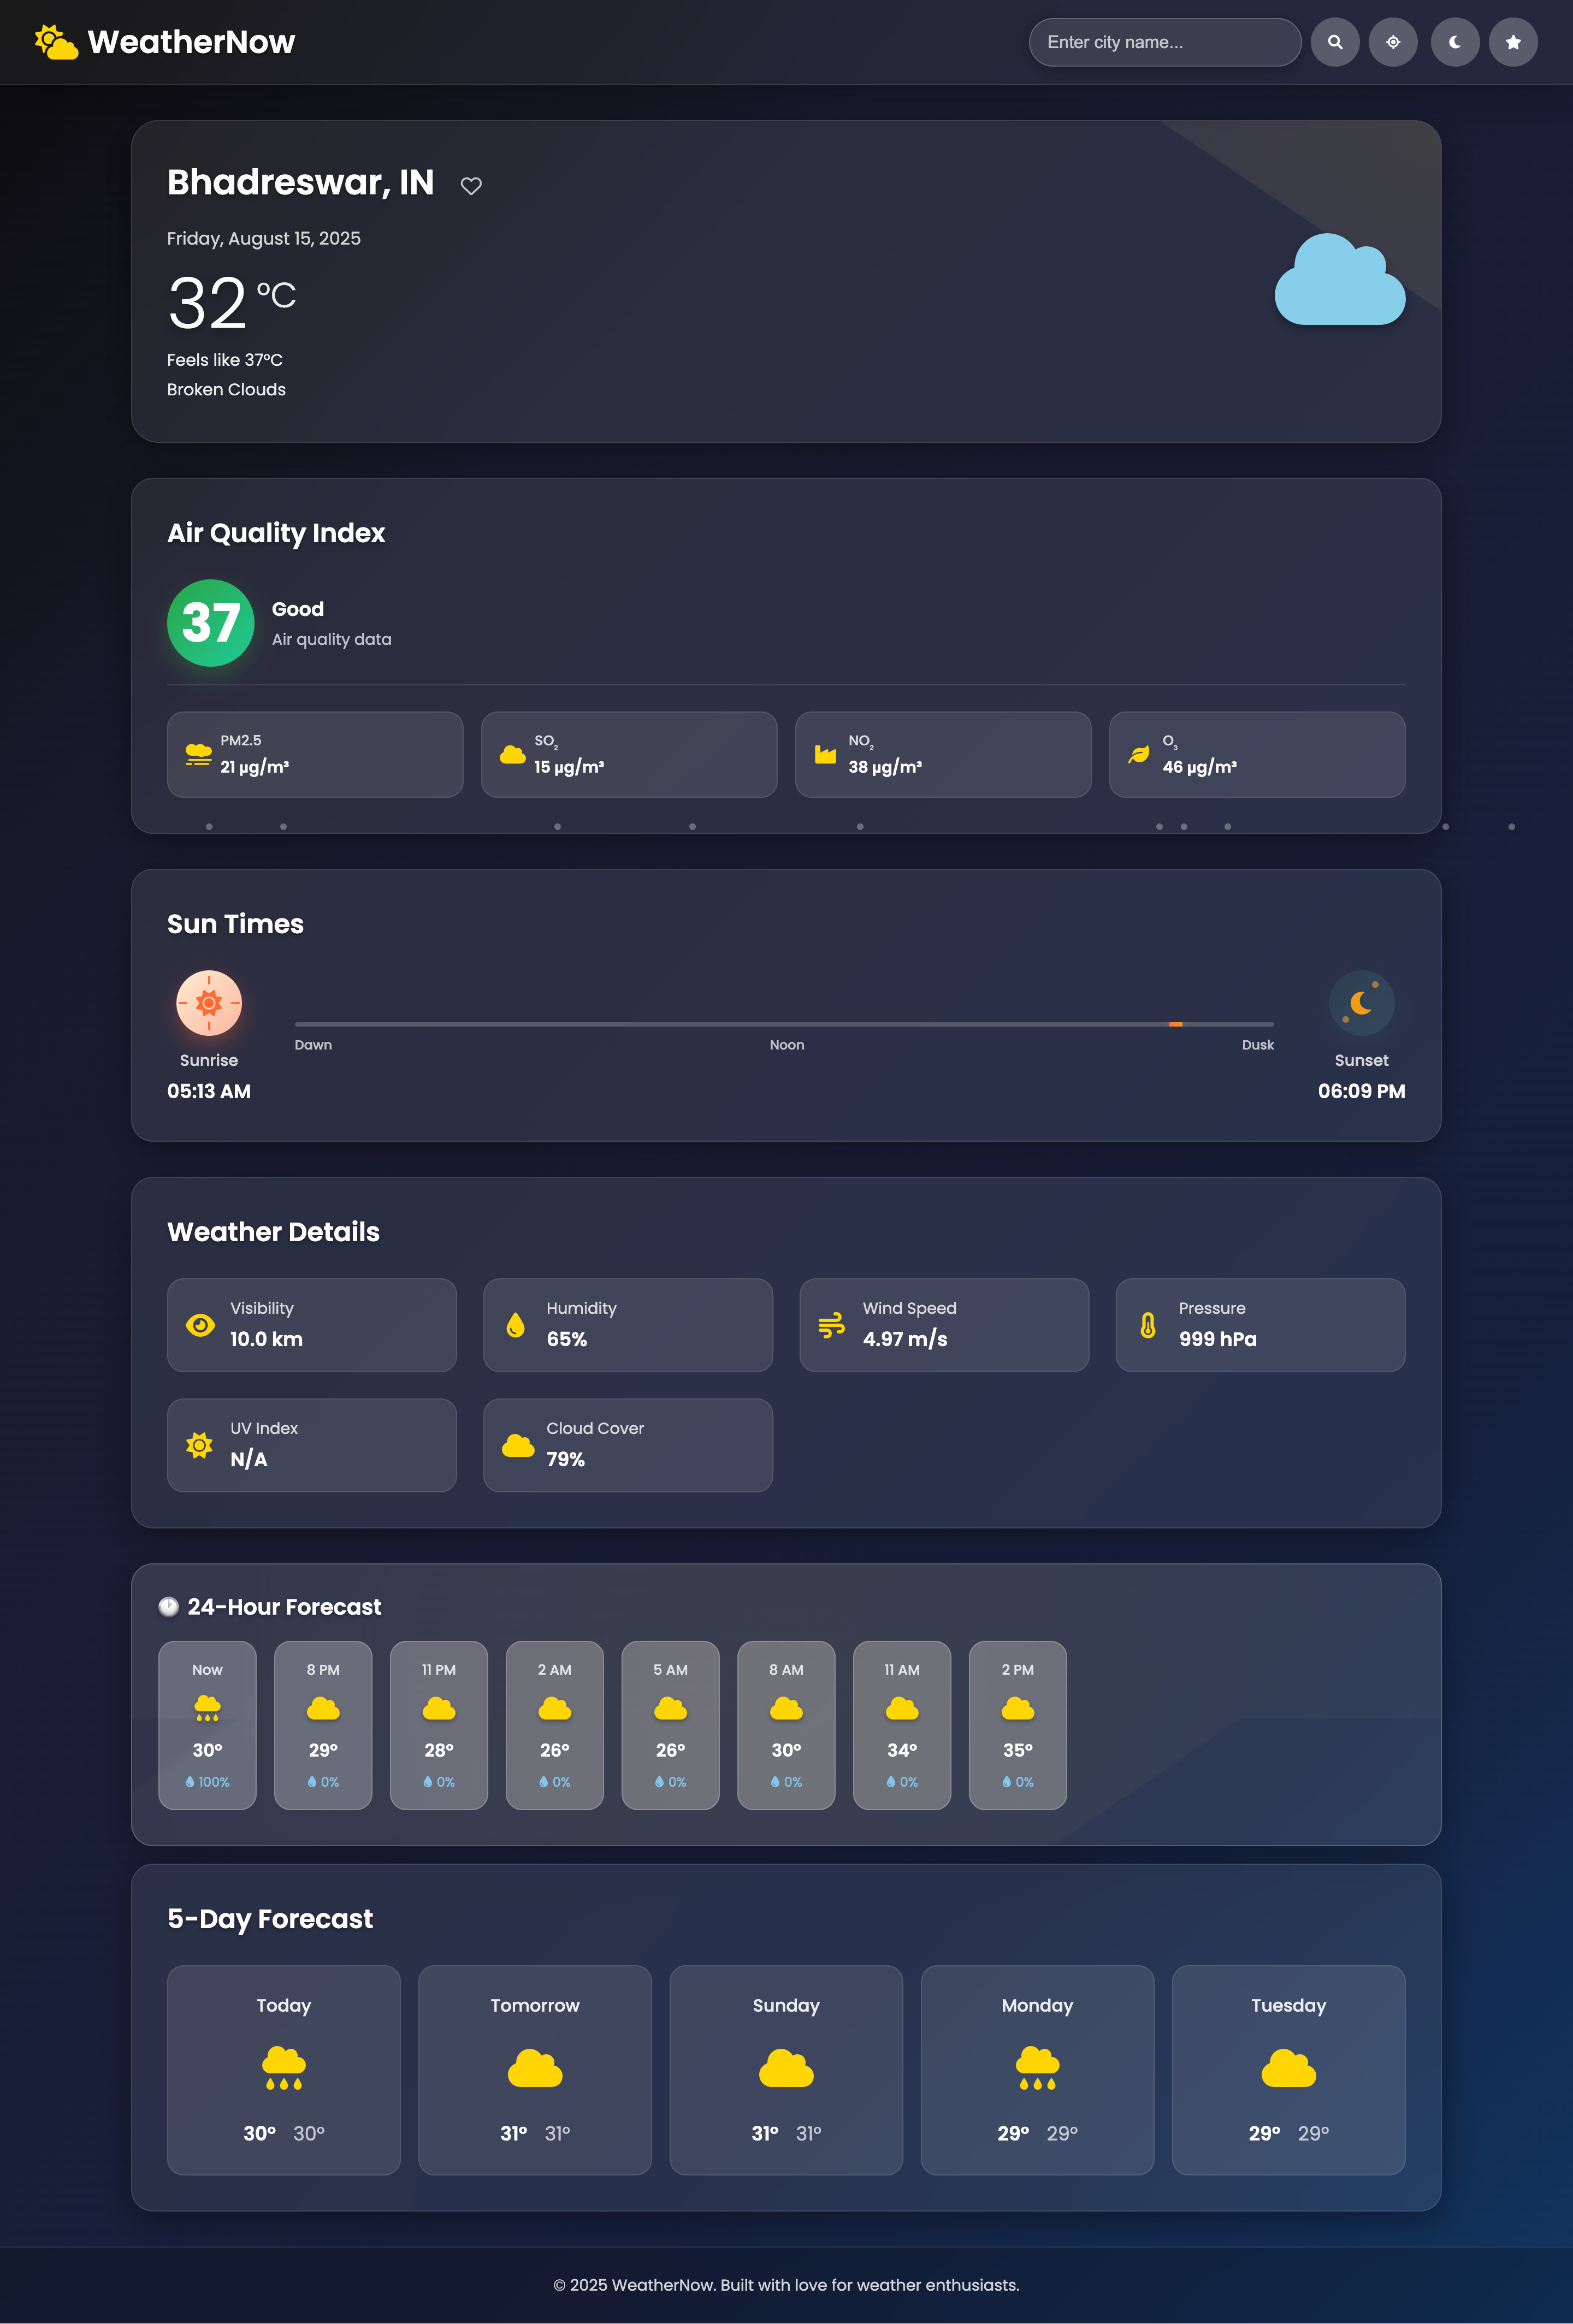 WeatherNow
Enter city name...
Bhadreswar, IN
Friday, August 15, 2025
32 °C
Feels like 37°C
Broken Clouds
Air Quality Index
37
Good
Air quality data
PM2.5
21 µg/m³
SO₂
15 µg/m³
NO₂
38 µg/m³
O₃
46 µg/m³
Sun Times
Sunrise
05:13 AM
Dawn Noon Dusk
Sunset
06:09 PM
Weather Details
Visibility
10.0 km
Humidity
65%
Wind Speed
4.97 m/s
Pressure
999 hPa
UV Index
N/A
Cloud Cover
79%
24-Hour Forecast
Now
30°
100%
8 PM
29°
0%
11 PM
28°
0%
2 AM
26°
0%
5 AM
26°
0%
8 AM
30°
0%
11 AM
34°
0%
2 PM
35°
0%
5-Day Forecast
Today
30° 30°
Tomorrow
31° 31°
Sunday
31° 31°
Monday
29° 29°
Tuesday
29° 29°
© 2025 WeatherNow. Built with love for weather enthusiasts.